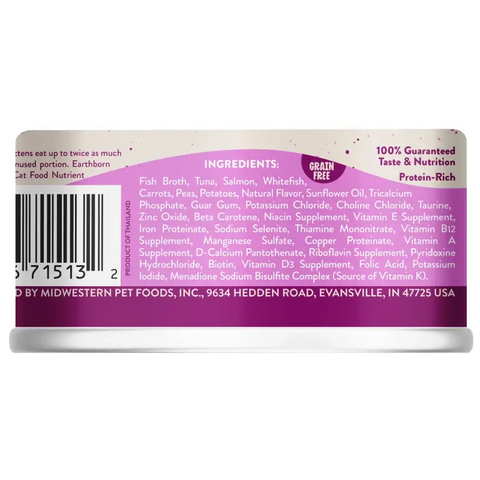 ttens eat up to twice as much
nused portion. Earthborn
Cat Food Nutrient
71513 2
PRODUCT OF THAILAND
INGREDIENTS:
GRAIN
FREE
Fish Broth, Tuna, Salmon, Whitefish,
Carrots, Peas, Potatoes, Natural Flavor, Sunflower Oil, Tricalcium
Phosphate, Guar Gum, Potassium Chloride, Choline Chloride, Taurine,
Zinc Oxide, Beta Carotene, Niacin Supplement, Vitamin E Supplement,
Iron Proteinate, Sodium Selenite, Thiamine Mononitrate, Vitamin B12
Supplement, Manganese Sulfate, Copper Proteinate, Vitamin A
Supplement, D-Calcium Pantothenate, Riboflavin Supplement, Pyridoxine
Hydrochloride, Biotin, Vitamin D3 Supplement, Folic Acid, Potassium
Iodide, Menadione Sodium Bisulfite Complex (Source of Vitamin K).
100% Guaranteed
Taste & Nutrition
Protein-Rich
D BY MIDWESTERN PET FOODS, INC., 9634 HEDDEN ROAD, EVANSVILLE, IN 47725 USA